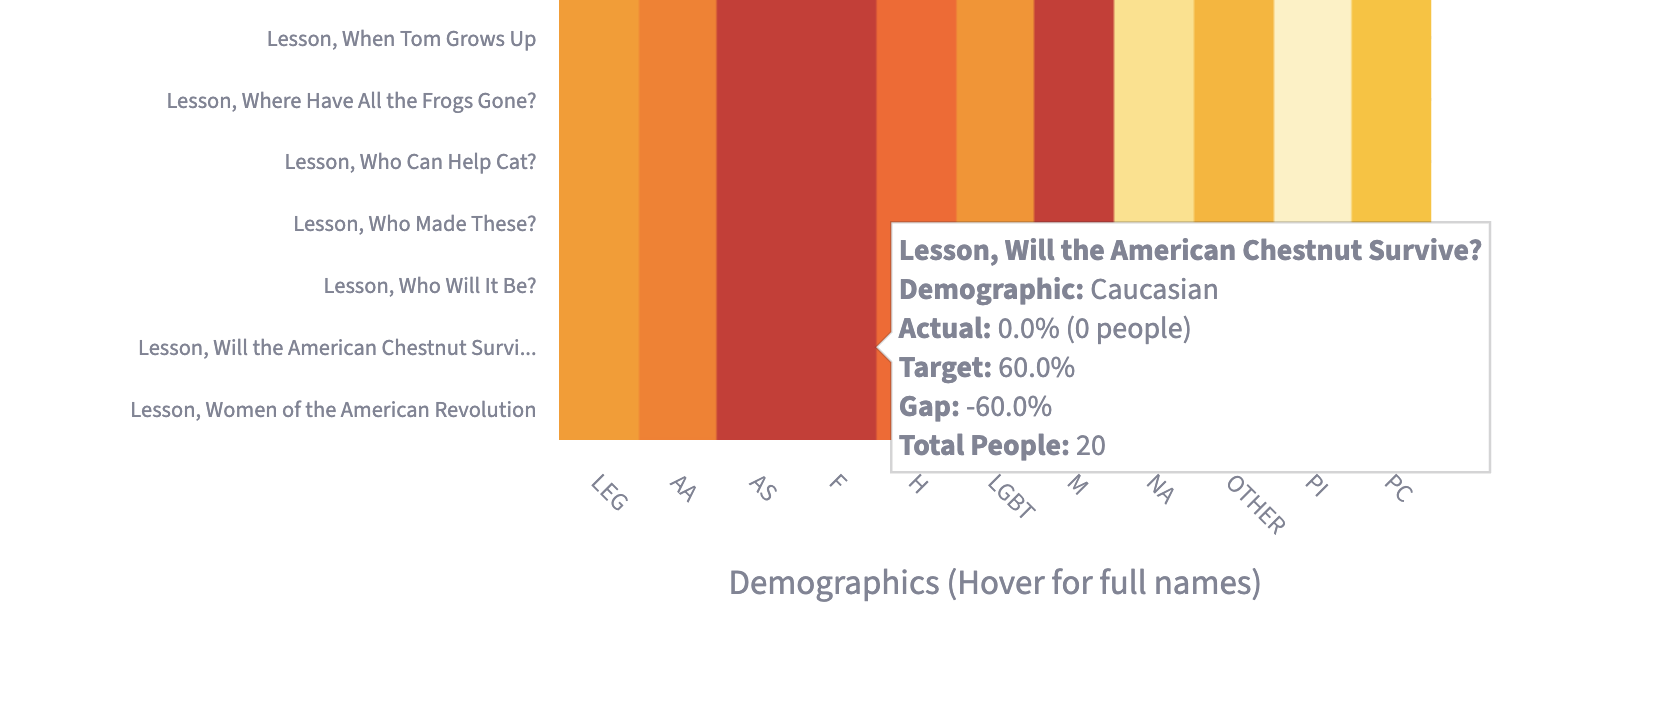 Lesson, When Tom Grows Up
Lesson, Where Have All the Frogs Gone?
Lesson, Who Can Help Cat?
Lesson, Who Made These?
Lesson, Who Will It Be?
Lesson, Will the American Chestnut Survi...
Lesson, Women of the American Revolution
Lesson, Will the American Chestnut Survive?
Demographic: Caucasian
Actual: 0.0% (0 people)
Target: 60.0%
Gap: -60.0%
Total People: 20
LEG
AA
AS
F
H
LGBT
M
NA
OTHER
PI
PC
Demographics (Hover for full names)